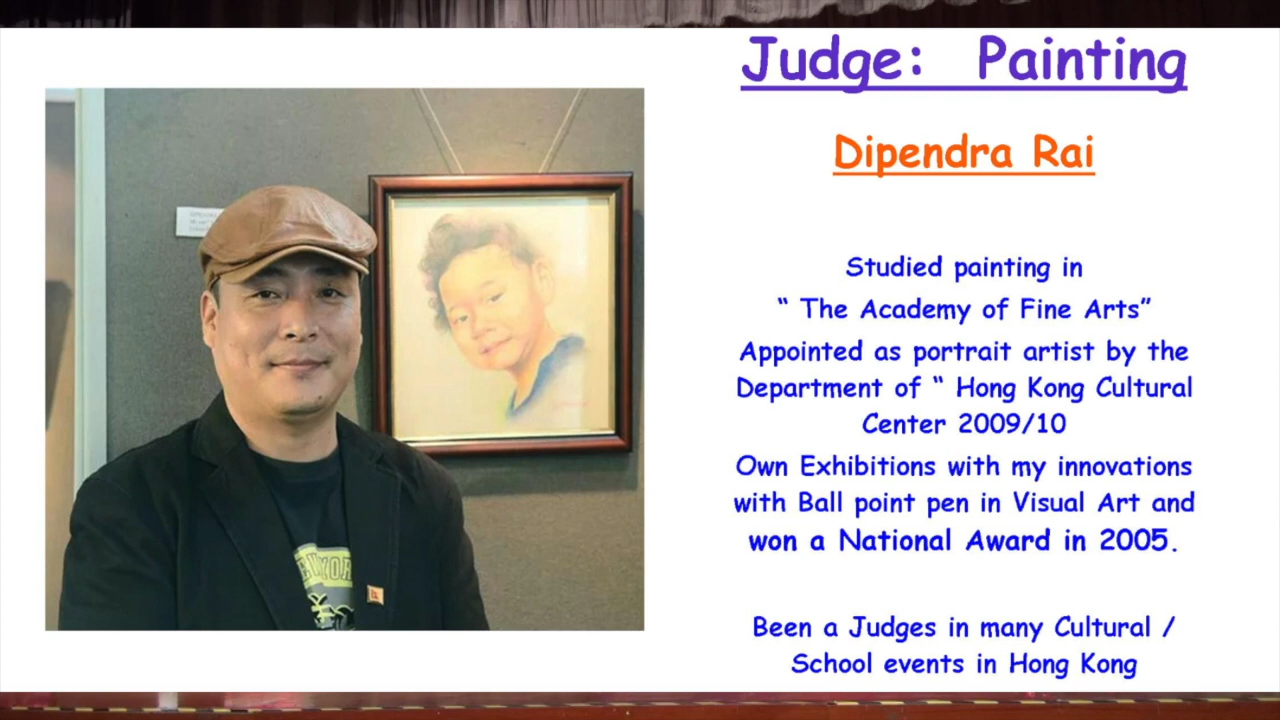 Judge: Painting
Dipendra Rai
Studied painting in
“ The Academy of Fine Arts”
Appointed as portrait artist by the
Department of “ Hong Kong Cultural
Center 2009/10
Own Exhibitions with my innovations
with Ball point pen in Visual Art and
won a National Award in 2005.
Been a Judges in many Cultural /
School events in Hong Kong